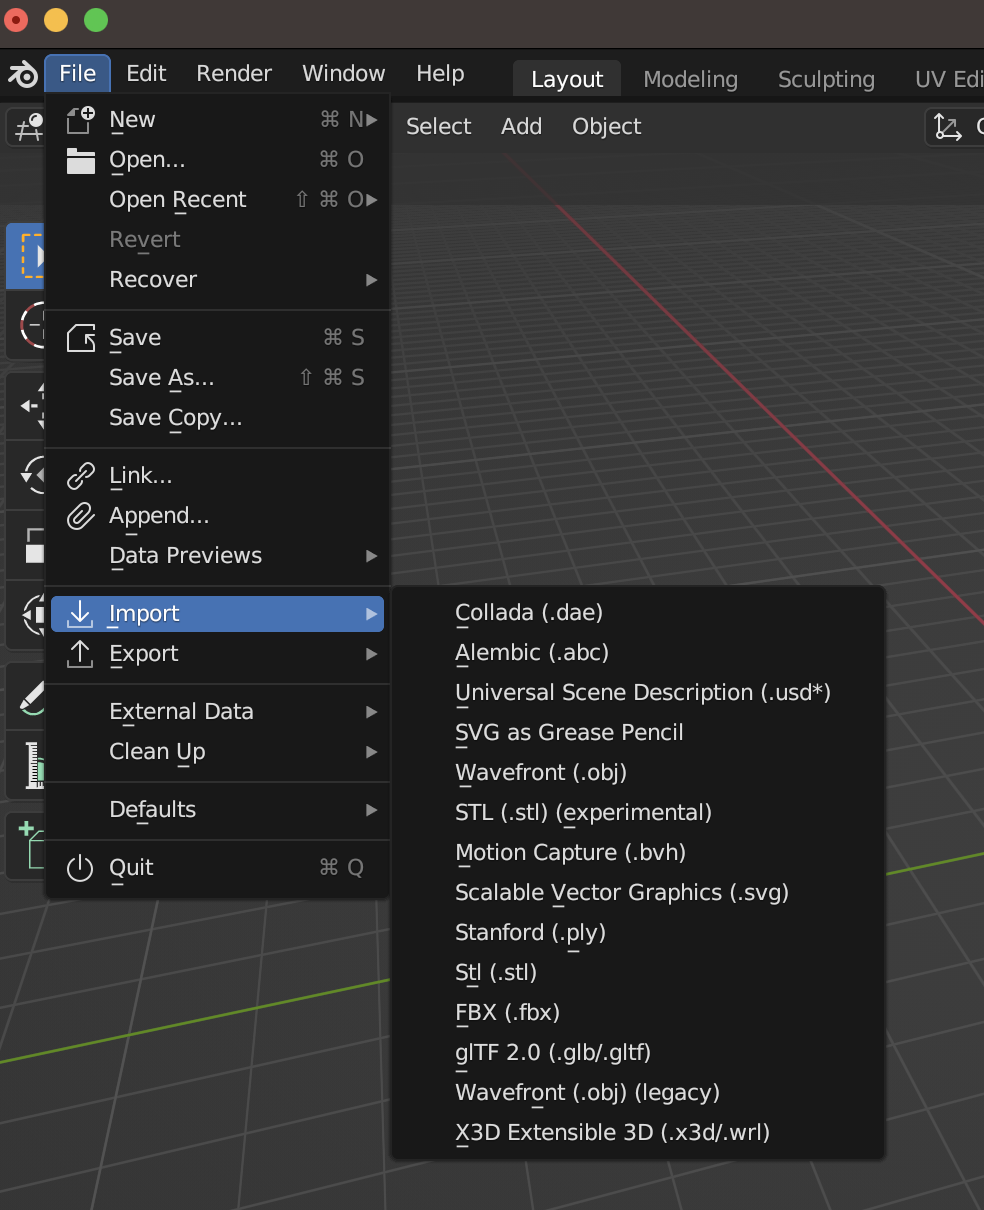 File Edit Render Window Help Layout Modeling Sculpting UV Edi
Select Add Object
New ⌘ N
Open... ⌘ O
Open Recent ⇧ ⌘ O
Revert
Recover
Save ⌘ S
Save As... ⇧ ⌘ S
Save Copy...
Link...
Append...
Data Previews
Import
Export
External Data
Clean Up
Defaults
Quit ⌘ Q
Collada (.dae)
Alembic (.abc)
Universal Scene Description (.usd*)
SVG as Grease Pencil
Wavefront (.obj)
STL (.stl) (experimental)
Motion Capture (.bvh)
Scalable Vector Graphics (.svg)
Stanford (.ply)
Stl (.stl)
FBX (.fbx)
glTF 2.0 (.glb/.gltf)
Wavefront (.obj) (legacy)
X3D Extensible 3D (.x3d/.wrl)